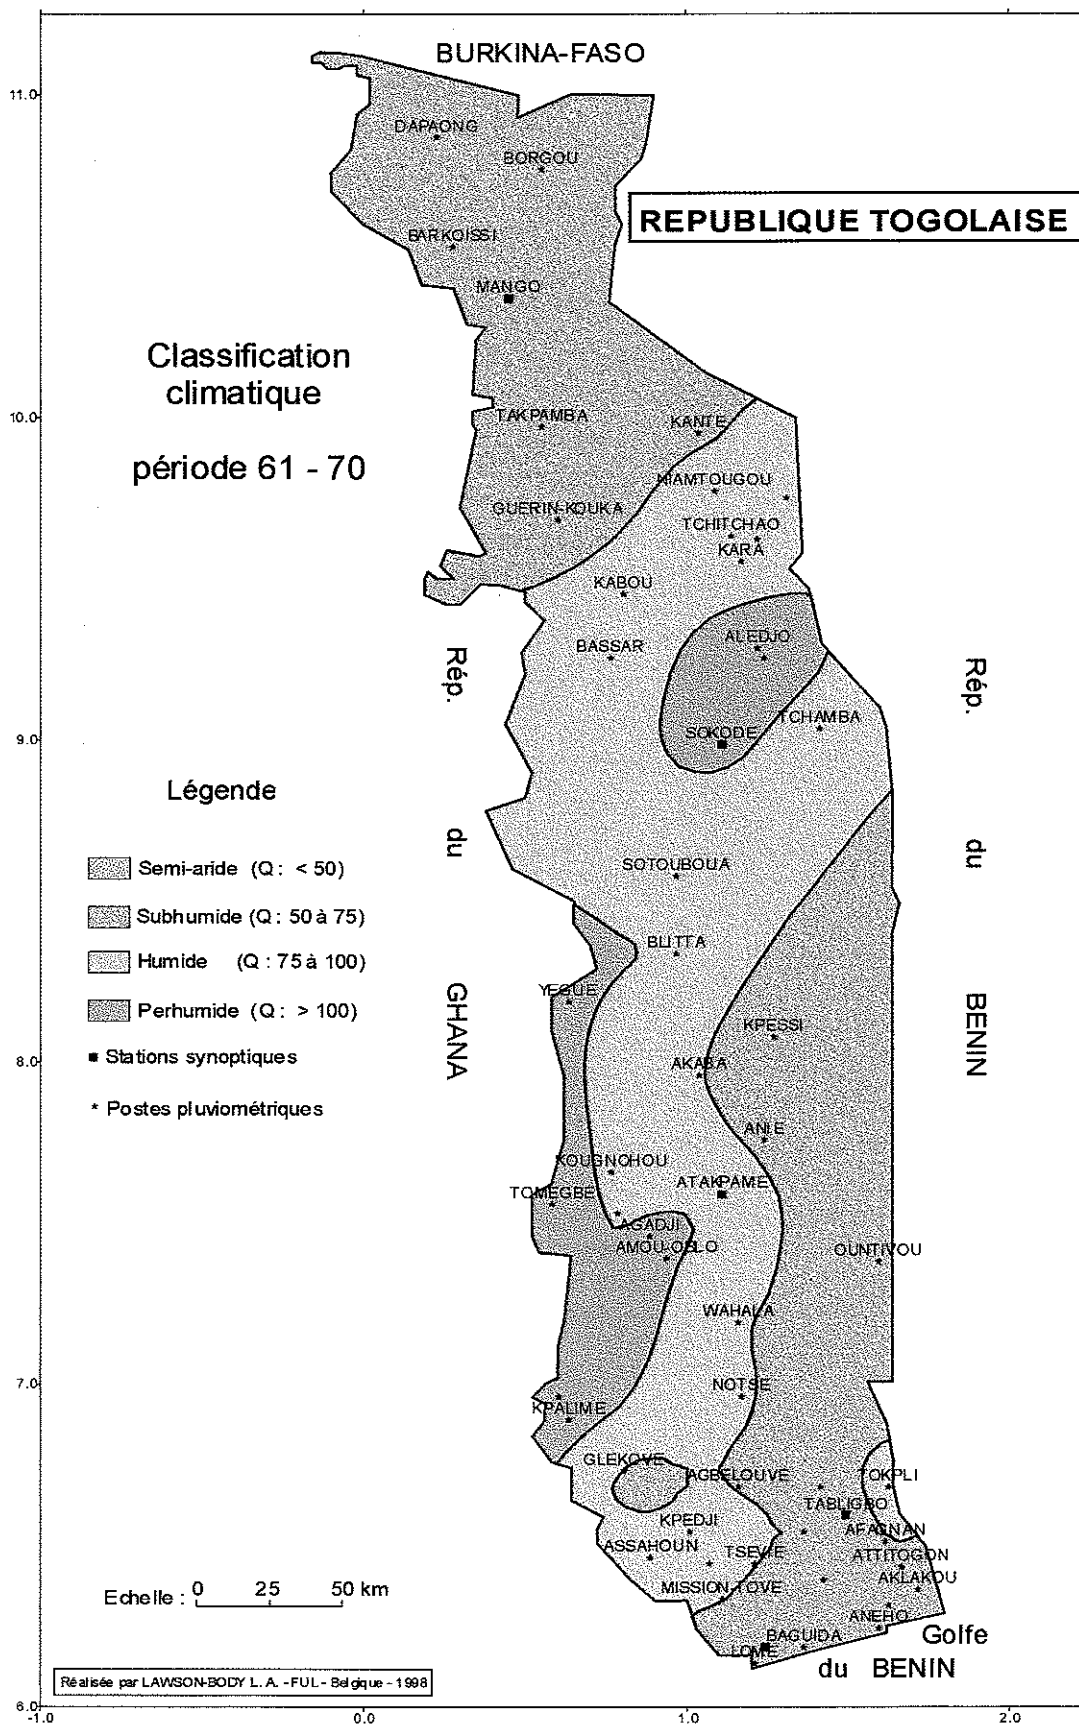 BURKINA-FASO
11.0
DAPAONG
BORGOU
REPUBLIQUE TOGOLAISE
BARKOISSI
MANGO
Classification
climatique
période 61 - 70
10.0
TAKPAMBA
KANTE
NIAMTOUGOU
GUERIN-KOUKA
TCHITCHAO
KARA
KABOU
ALEDJO
BASSAR
Rép.
du
GHANA
Rép.
du
BENIN
TCHAMBA
SOKODE
9.0
Légende
Semi-aride (Q : < 50)
Subhumide (Q : 50 à 75)
Humide (Q : 75 à 100)
Perhumide (Q : > 100)
Stations synoptiques
* Postes pluviométriques
SOTOUBOUA
BLITTA
YEGUE
KPESSI
8.0
AKABA
ANIE
KOUGNOHOU
TOMEGBE
ATAKPAME
AGADJI
AMOU-OBLO
OUNTIVOU
WAHALA
7.0
NOTSE
KPALIME
GLEKOVE
AGBELOUVE
TOKPLI
TABLIGBO
KPEDJI
AFAGNAN
ASSAHOUN
TSEVIE
ATTITOGON
AKLAKOU
MISSION-TOVE
ANEHO
BAGUIDA
LOME
Golfe
du BENIN
Echelle : 0 25 50 km
Réalisée par LAWSON-BODY L. A. - FUL - Belgique - 1998
6.0
-1.0 0.0 1.0 2.0